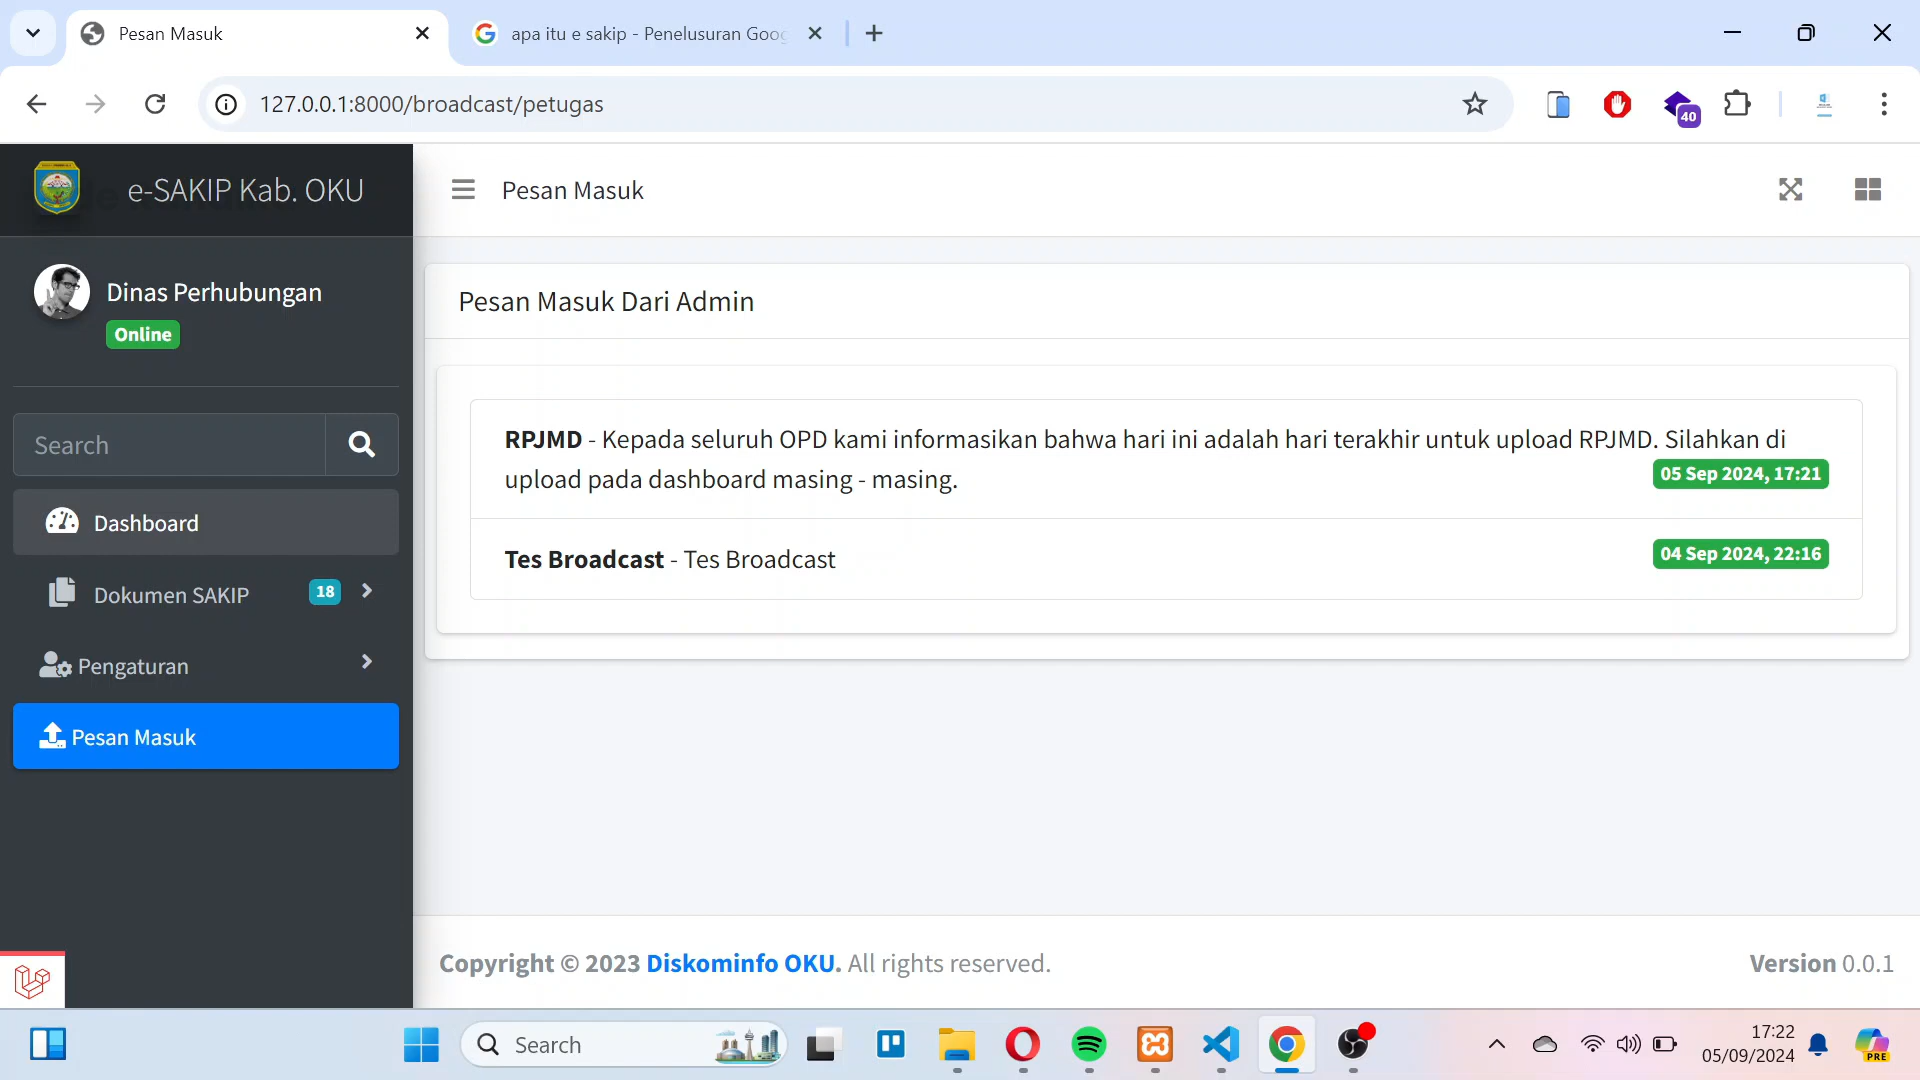 Pesan Masuk
apa itu e sakip - Penelusuran Goog
127.0.0.1:8000/broadcast/petugas
40
e-SAKIP Kab. OKU
Pesan Masuk
Dinas Perhubungan
Online
Search
Dashboard
Dokumen SAKIP 18
Pengaturan
Pesan Masuk
Pesan Masuk Dari Admin
RPJMD - Kepada seluruh OPD kami informasikan bahwa hari ini adalah hari terakhir untuk upload RPJMD. Silahkan di
upload pada dashboard masing - masing.
05 Sep 2024, 17:21
Tes Broadcast - Tes Broadcast
04 Sep 2024, 22:16
Copyright © 2023 Diskominfo OKU. All rights reserved.
Version 0.0.1
Search
17:22
05/09/2024
PRE